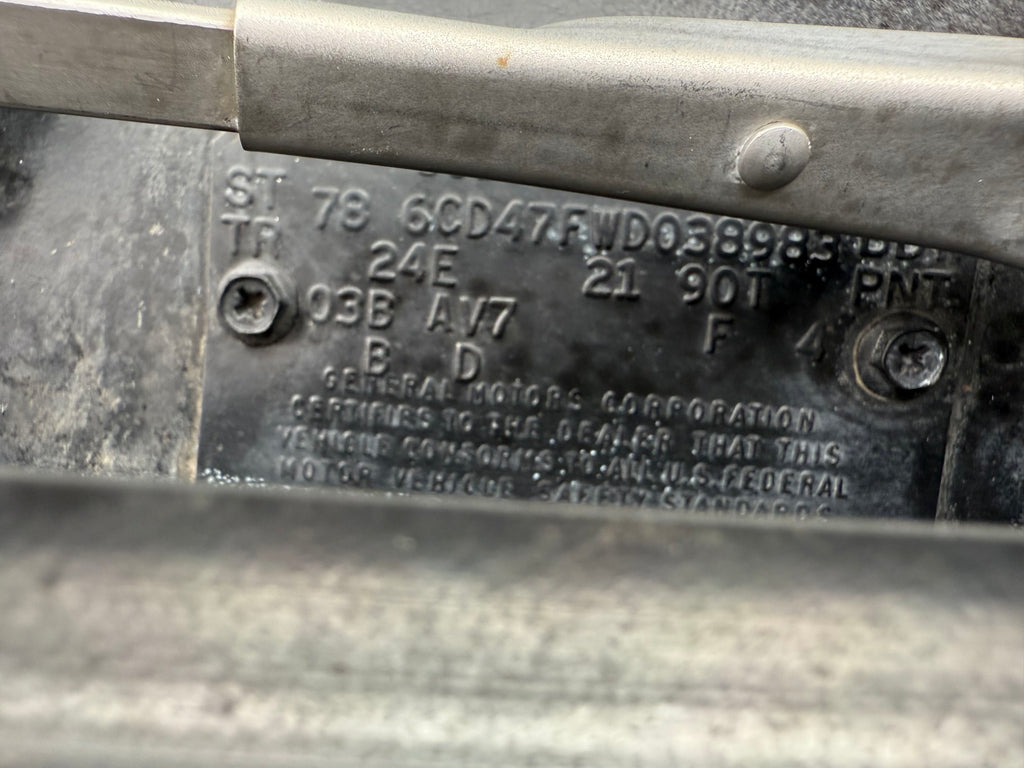 ST 78 6CD47FWD038983 BDY
TR 24E 21 90T PNT.
03B AV7 F 4
B D
GENERAL MOTORS CORPORATION
CERTIFIES TO THE DEALER THAT THIS
VEHICLE CONFORMS TO ALL U.S. FEDERAL
MOTOR VEHICLE SAFETY STANDARDS